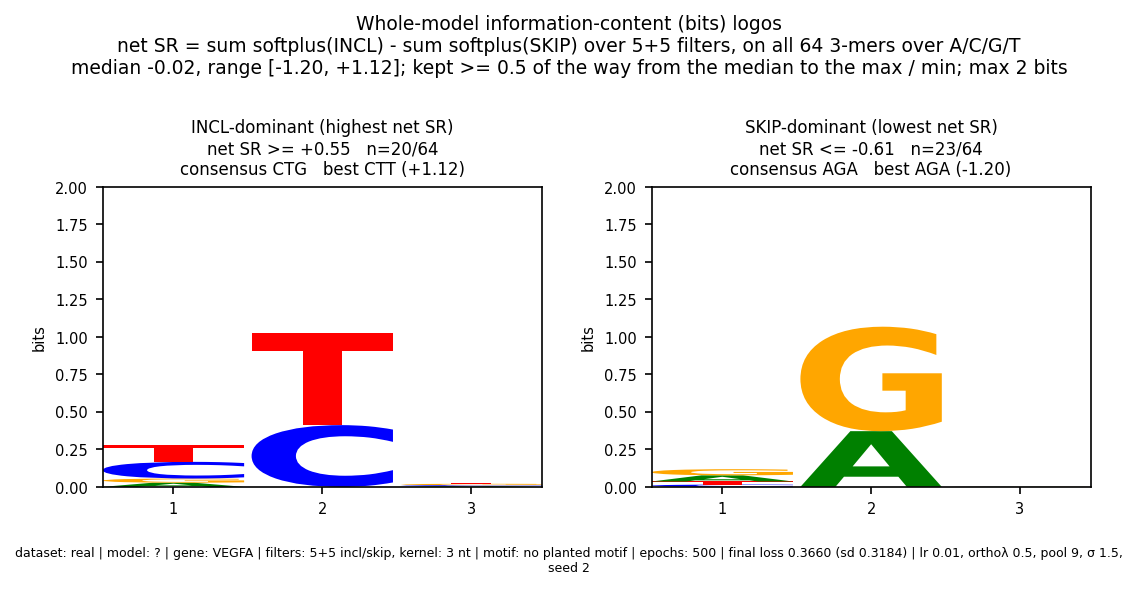 Whole-model information-content (bits) logos
net SR = sum softplus(INCL) - sum softplus(SKIP) over 5+5 filters, on all 64 3-mers over A/C/G/T
median -0.02, range [-1.20, +1.12]; kept >= 0.5 of the way from the median to the max / min; max 2 bits
INCL-dominant (highest net SR)
net SR >= +0.55   n=20/64
consensus CTG   best CTT (+1.12)
2.00
1.75
1.50
1.25
1.00
0.75
0.50
0.25
0.00
bits
T
C
G
A
T
C
1
2
3
SKIP-dominant (lowest net SR)
net SR <= -0.61   n=23/64
consensus AGA   best AGA (-1.20)
2.00
1.75
1.50
1.25
1.00
0.75
0.50
0.25
0.00
bits
G
A
T
G
A
1
2
3
dataset: real | model: ? | gene: VEGFA | filters: 5+5 incl/skip, kernel: 3 nt | motif: no planted motif | epochs: 500 | final loss 0.3660 (sd 0.3184) | lr 0.01, orthoλ 0.5, pool 9, σ 1.5,
seed 2